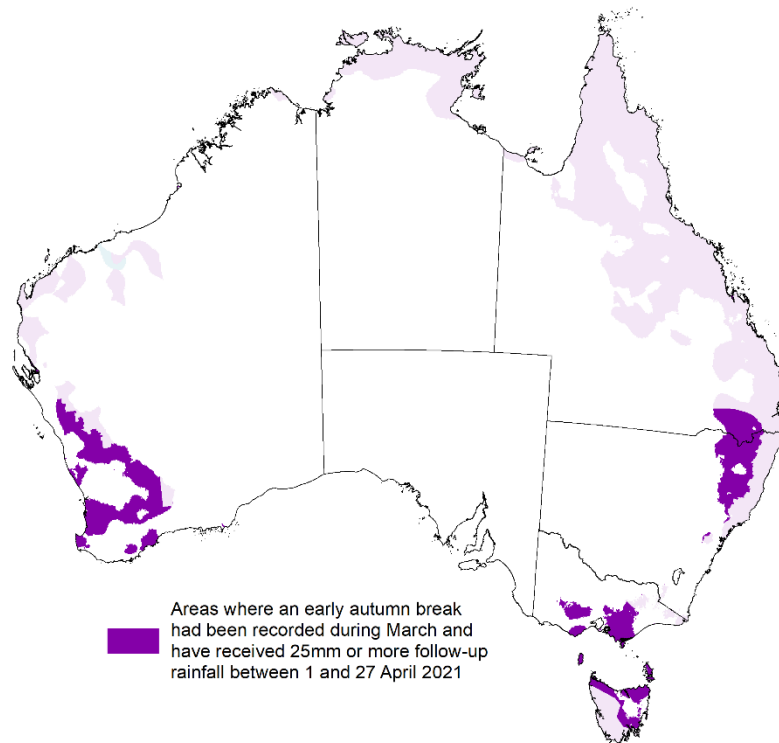 Areas where an early autumn break
had been recorded during March and
have received 25mm or more follow-up
rainfall between 1 and 27 April 2021